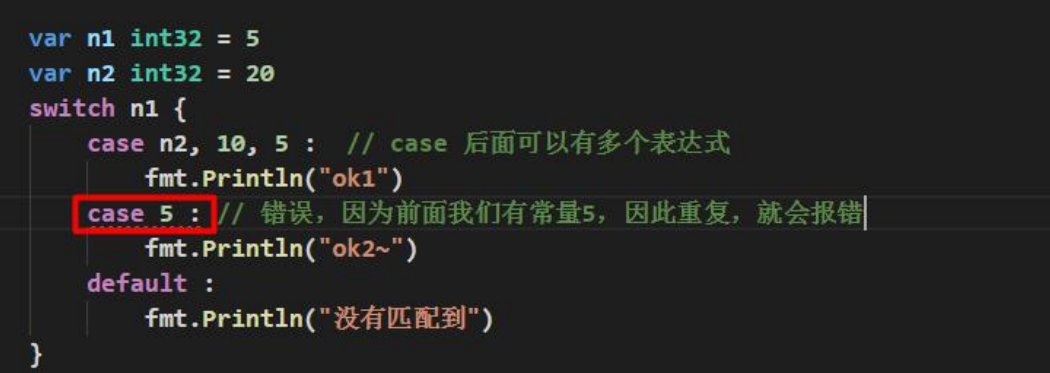 var n1 int32 = 5
var n2 int32 = 20
switch n1 {
case n2, 10, 5 :  // case 后面可以有多个表达式
fmt.Println("ok1")
case 5 : // 错误，因为前面我们有常量5，因此重复，就会报错
fmt.Println("ok2~")
default :
fmt.Println("没有匹配到")
}